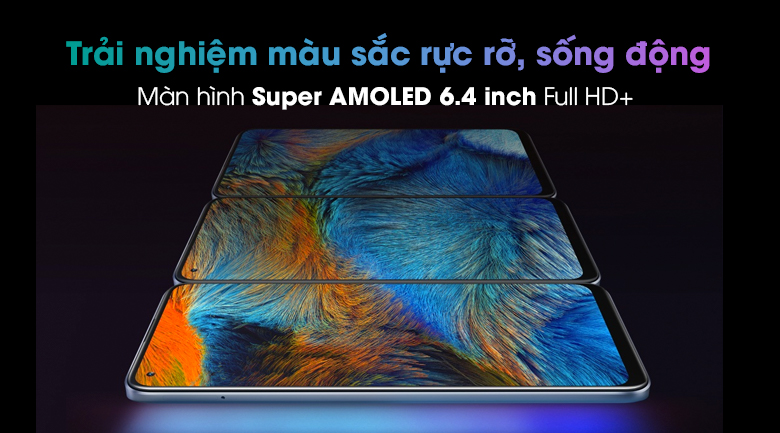 Trải nghiệm màu sắc rực rỡ, sống động
Màn hình Super AMOLED 6.4 inch Full HD+